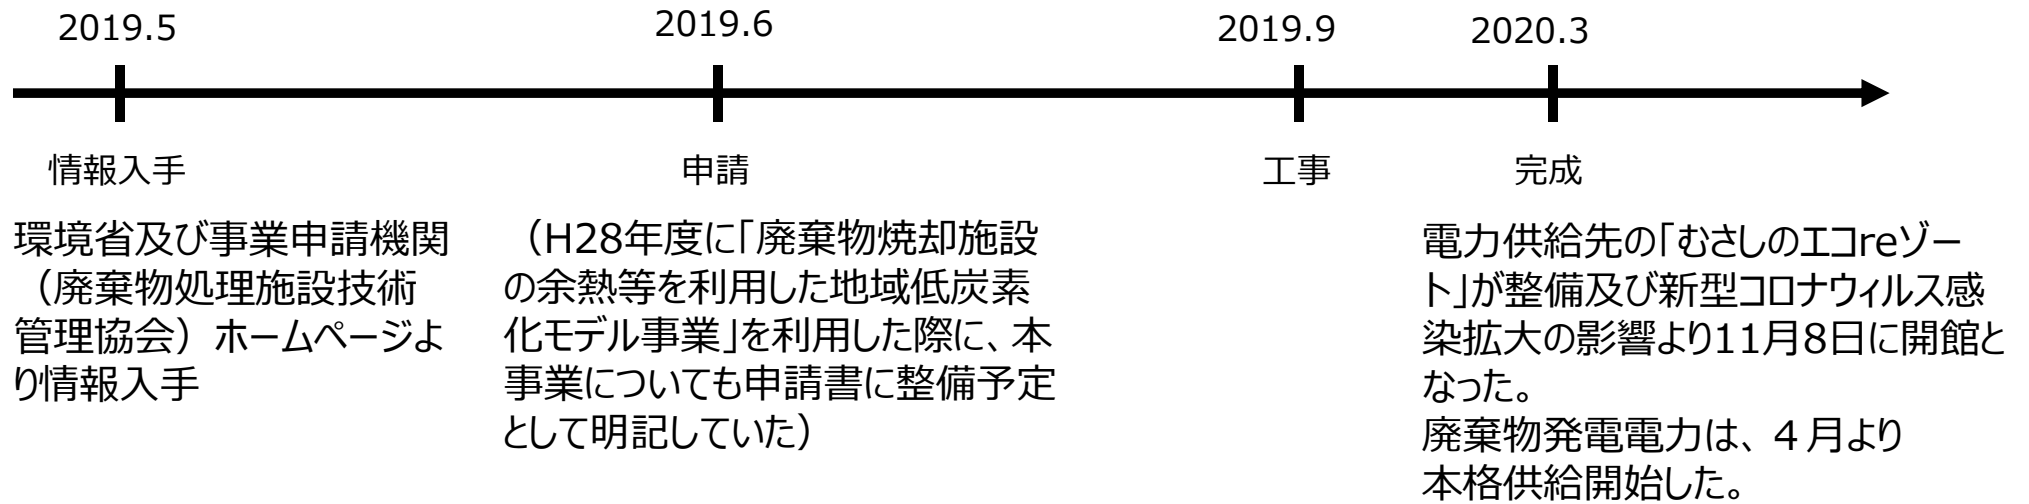 2019.5
2019.6
2019.9
2020.3
情報入手
申請
工事
完成
環境省及び事業申請機関
（廃棄物処理施設技術
管理協会）ホームページよ
り情報入手
（H28年度に「廃棄物焼却施設
の余熱等を利用した地域低炭素
化モデル事業」を利用した際に、本
事業についても申請書に整備予定
として明記していた）
電力供給先の「むさしのエコreゾー
ト」が整備及び新型コロナウィルス感
染拡大の影響より11月8日に開館と
なった。
廃棄物発電電力は、４月より
本格供給開始した。